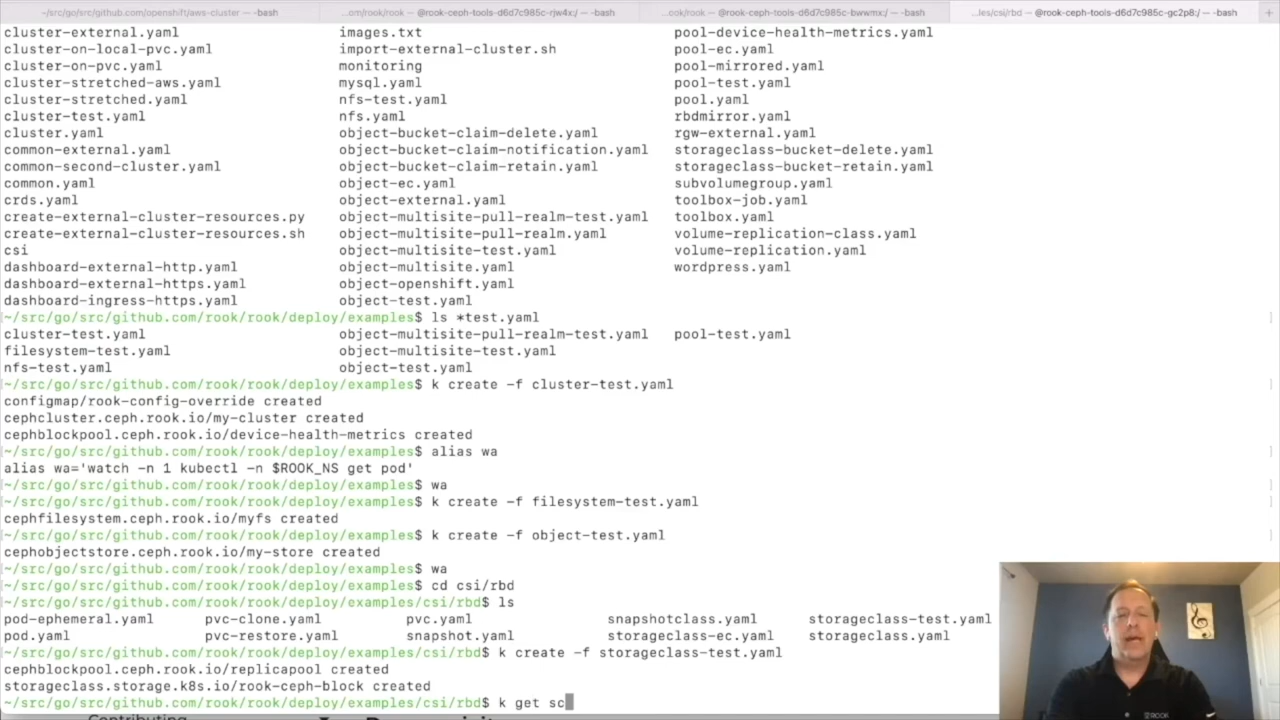 ~/src/go/src/github.com/openshift/aws-cluster — -bash ...om/rook/rook — @rook-ceph-tools-d6d7c985c-rjw4x:/ — -bash ...ook/rook — @rook-ceph-tools-d6d7c985c-bwwmx:/ — -bash ...les/csi/rbd — @rook-ceph-tools-d6d7c985c-gc2p8:/ — -bash +
cluster-external.yaml images.txt pool-device-health-metrics.yaml
cluster-on-local-pvc.yaml import-external-cluster.sh pool-ec.yaml
cluster-on-pvc.yaml monitoring pool-mirrored.yaml
cluster-stretched-aws.yaml mysql.yaml pool-test.yaml
cluster-stretched.yaml nfs-test.yaml pool.yaml
cluster-test.yaml nfs.yaml rbdmirror.yaml
cluster.yaml object-bucket-claim-delete.yaml rgw-external.yaml
common-external.yaml object-bucket-claim-notification.yaml storageclass-bucket-delete.yaml
common-second-cluster.yaml object-bucket-claim-retain.yaml storageclass-bucket-retain.yaml
common.yaml object-ec.yaml subvolumegroup.yaml
crds.yaml object-external.yaml toolbox-job.yaml
create-external-cluster-resources.py object-multisite-pull-realm-test.yaml toolbox.yaml
create-external-cluster-resources.sh object-multisite-pull-realm.yaml volume-replication-class.yaml
csi object-multisite-test.yaml volume-replication.yaml
dashboard-external-http.yaml object-multisite.yaml wordpress.yaml
dashboard-external-https.yaml object-openshift.yaml
dashboard-ingress-https.yaml object-test.yaml
~/src/go/src/github.com/rook/rook/deploy/examples$ ls *test.yaml
cluster-test.yaml object-multisite-pull-realm-test.yaml pool-test.yaml
filesystem-test.yaml object-multisite-test.yaml
nfs-test.yaml object-test.yaml
~/src/go/src/github.com/rook/rook/deploy/examples$ k create -f cluster-test.yaml
configmap/rook-config-override created
cephcluster.ceph.rook.io/my-cluster created
cephblockpool.ceph.rook.io/device-health-metrics created
~/src/go/src/github.com/rook/rook/deploy/examples$ alias wa
alias wa='watch -n 1 kubectl -n $ROOK_NS get pod'
~/src/go/src/github.com/rook/rook/deploy/examples$ wa
~/src/go/src/github.com/rook/rook/deploy/examples$ k create -f filesystem-test.yaml
cephfilesystem.ceph.rook.io/myfs created
~/src/go/src/github.com/rook/rook/deploy/examples$ k create -f object-test.yaml
cephobjectstore.ceph.rook.io/my-store created
~/src/go/src/github.com/rook/rook/deploy/examples$ wa
~/src/go/src/github.com/rook/rook/deploy/examples$ cd csi/rbd
~/src/go/src/github.com/rook/rook/deploy/examples/csi/rbd$ ls
pod-ephemeral.yaml pvc-clone.yaml pvc.yaml snapshotclass.yaml storageclass-test.yaml
pod.yaml pvc-restore.yaml snapshot.yaml storageclass-ec.yaml storageclass.yaml
~/src/go/src/github.com/rook/rook/deploy/examples/csi/rbd$ k create -f storageclass-test.yaml
cephblockpool.ceph.rook.io/replicapool created
storageclass.storage.k8s.io/rook-ceph-block created
~/src/go/src/github.com/rook/rook/deploy/examples/csi/rbd$ k get sc
ROOK
Contributing